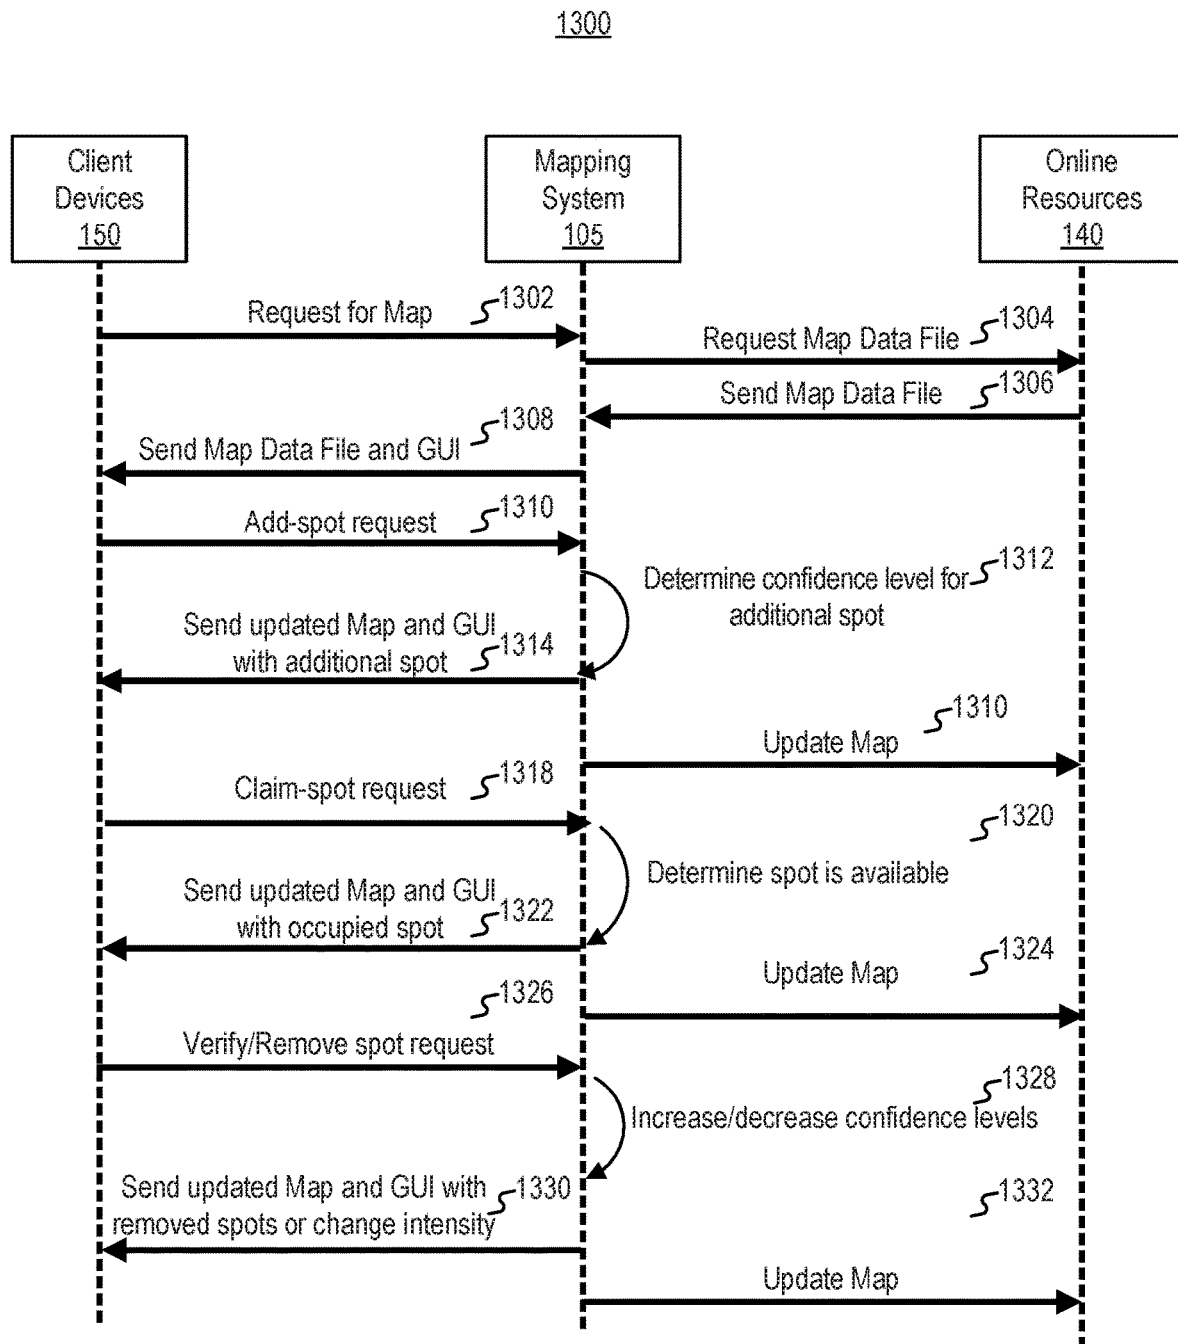 1300
Client
Devices
150
Mapping
System
105
Online
Resources
140
Request for Map
1302
Request Map Data File
1304
Send Map Data File
1306
Send Map Data File and GUI
1308
Add-spot request
1310
Determine confidence level for
additional spot
1312
Send updated Map and GUI
with additional spot
1314
Update Map
1310
Claim-spot request
1318
Determine spot is available
1320
Send updated Map and GUI
with occupied spot
1322
Update Map
1324
Verify/Remove spot request
1326
Increase/decrease confidence levels
1328
Send updated Map and GUI with
removed spots or change intensity
1330
Update Map
1332